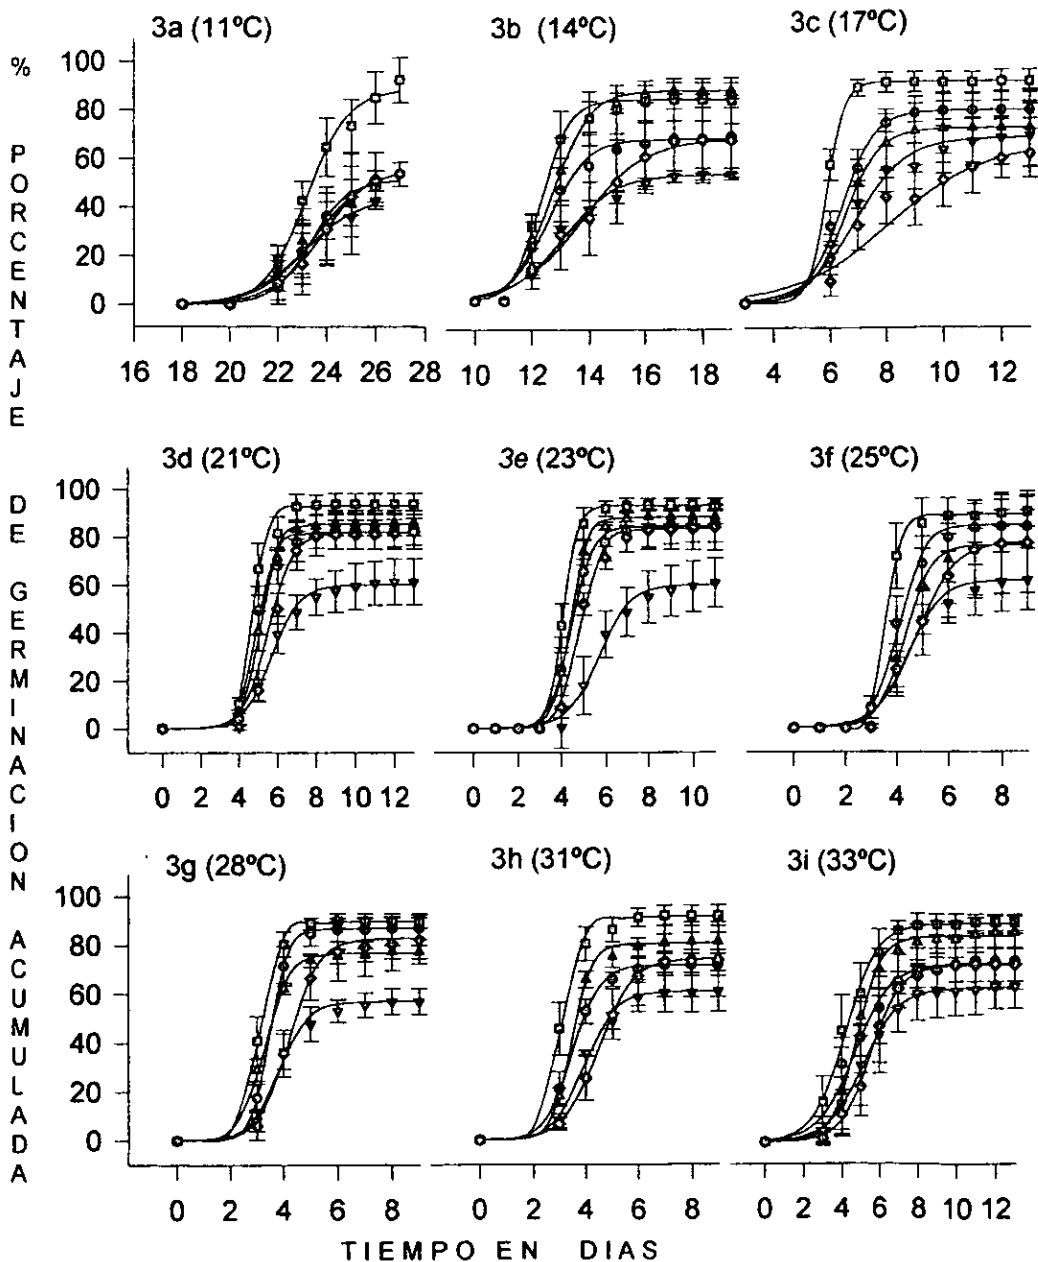 %
PORCENTAJE DE GERMINACION ACUMULADA
3a (11ºC)
3b (14ºC)
3c (17ºC)
100
80
60
40
20
0
16 18 20 22 24 26 28
10 12 14 16 18
4 6 8 10 12
3d (21ºC)
3e (23ºC)
3f (25ºC)
100
80
60
40
20
0
0 2 4 6 8 10 12
0 2 4 6 8 10
0 2 4 6 8
3g (28ºC)
3h (31ºC)
3i (33ºC)
100
80
60
40
20
0
0 2 4 6 8
0 2 4 6 8
0 2 4 6 8 10 12
TIEMPO EN DIAS